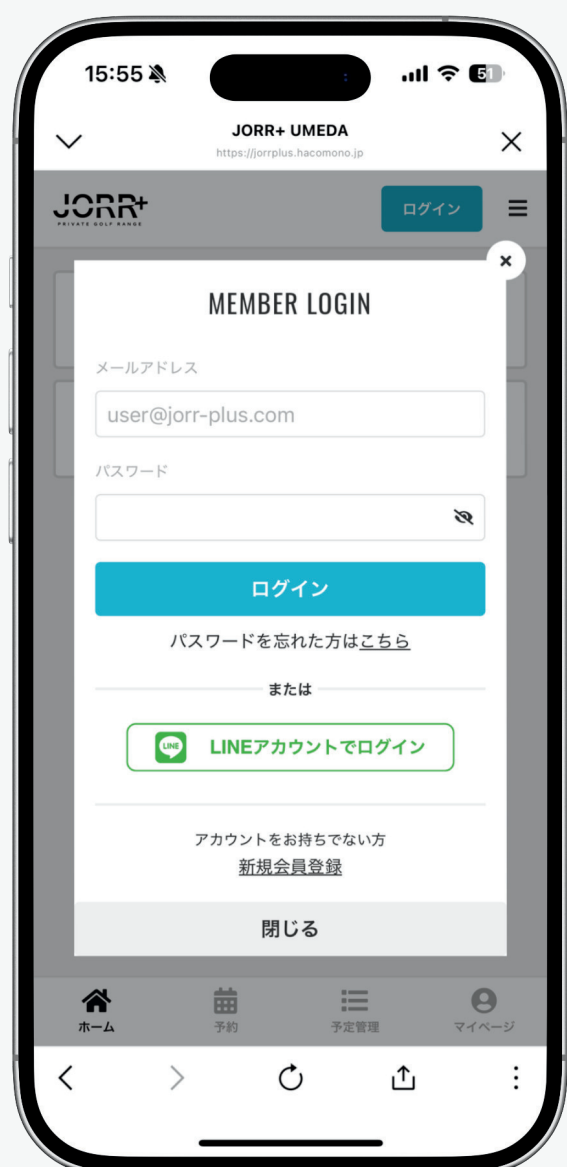 15:55
51
JORR+ UMEDA
https://jorrplus.hacomono.jp
JORR+
PRIVATE GOLF RANGE
ログイン
MEMBER LOGIN
メールアドレス
user@jorr-plus.com
パスワード
ログイン
パスワードを忘れた方はこちら
または
LINE
LINEアカウントでログイン
アカウントをお持ちでない方
新規会員登録
閉じる
ホーム
予約
予定管理
マイページ